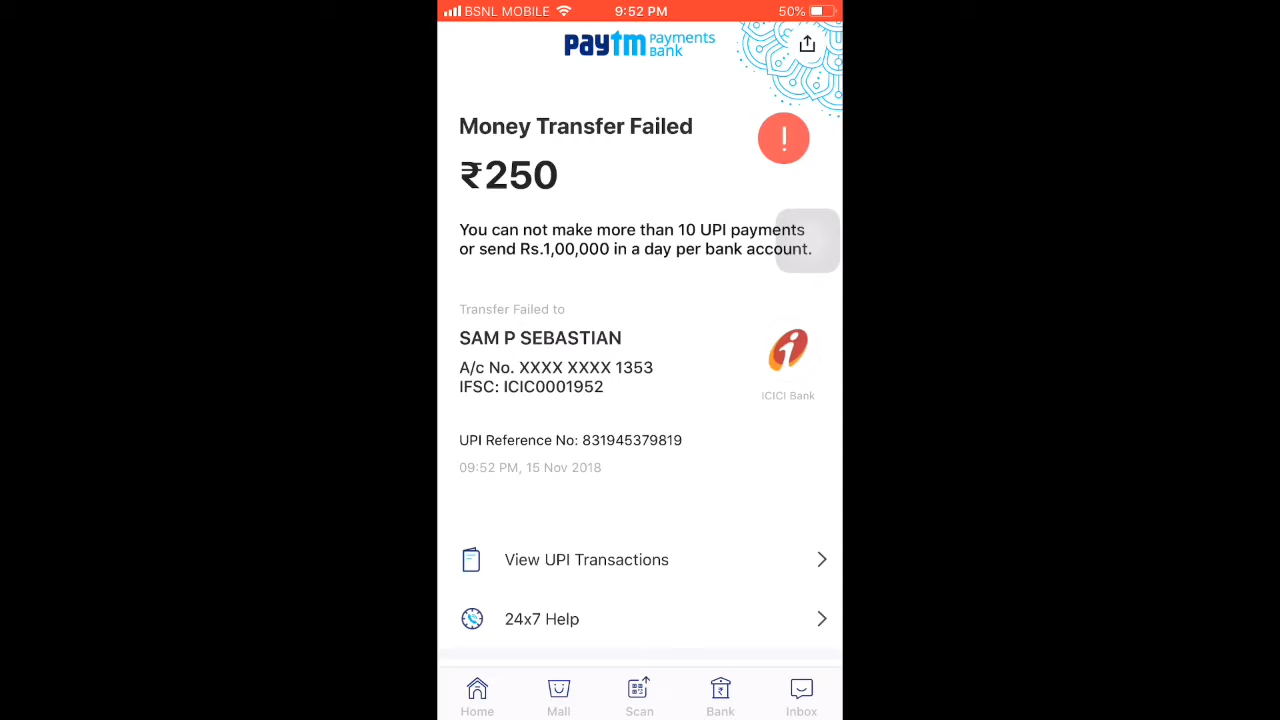 BSNL MOBILE 9:52 PM 50%
paytm Payments Bank
Money Transfer Failed
!
₹250
You can not make more than 10 UPI payments
or send Rs.1,00,000 in a day per bank account.
Transfer Failed to
SAM P SEBASTIAN
A/c No. XXXX XXXX 1353
IFSC: ICIC0001952
ICICI Bank
UPI Reference No: 831945379819
09:52 PM, 15 Nov 2018
View UPI Transactions
24x7 Help
Home Mall Scan Bank Inbox